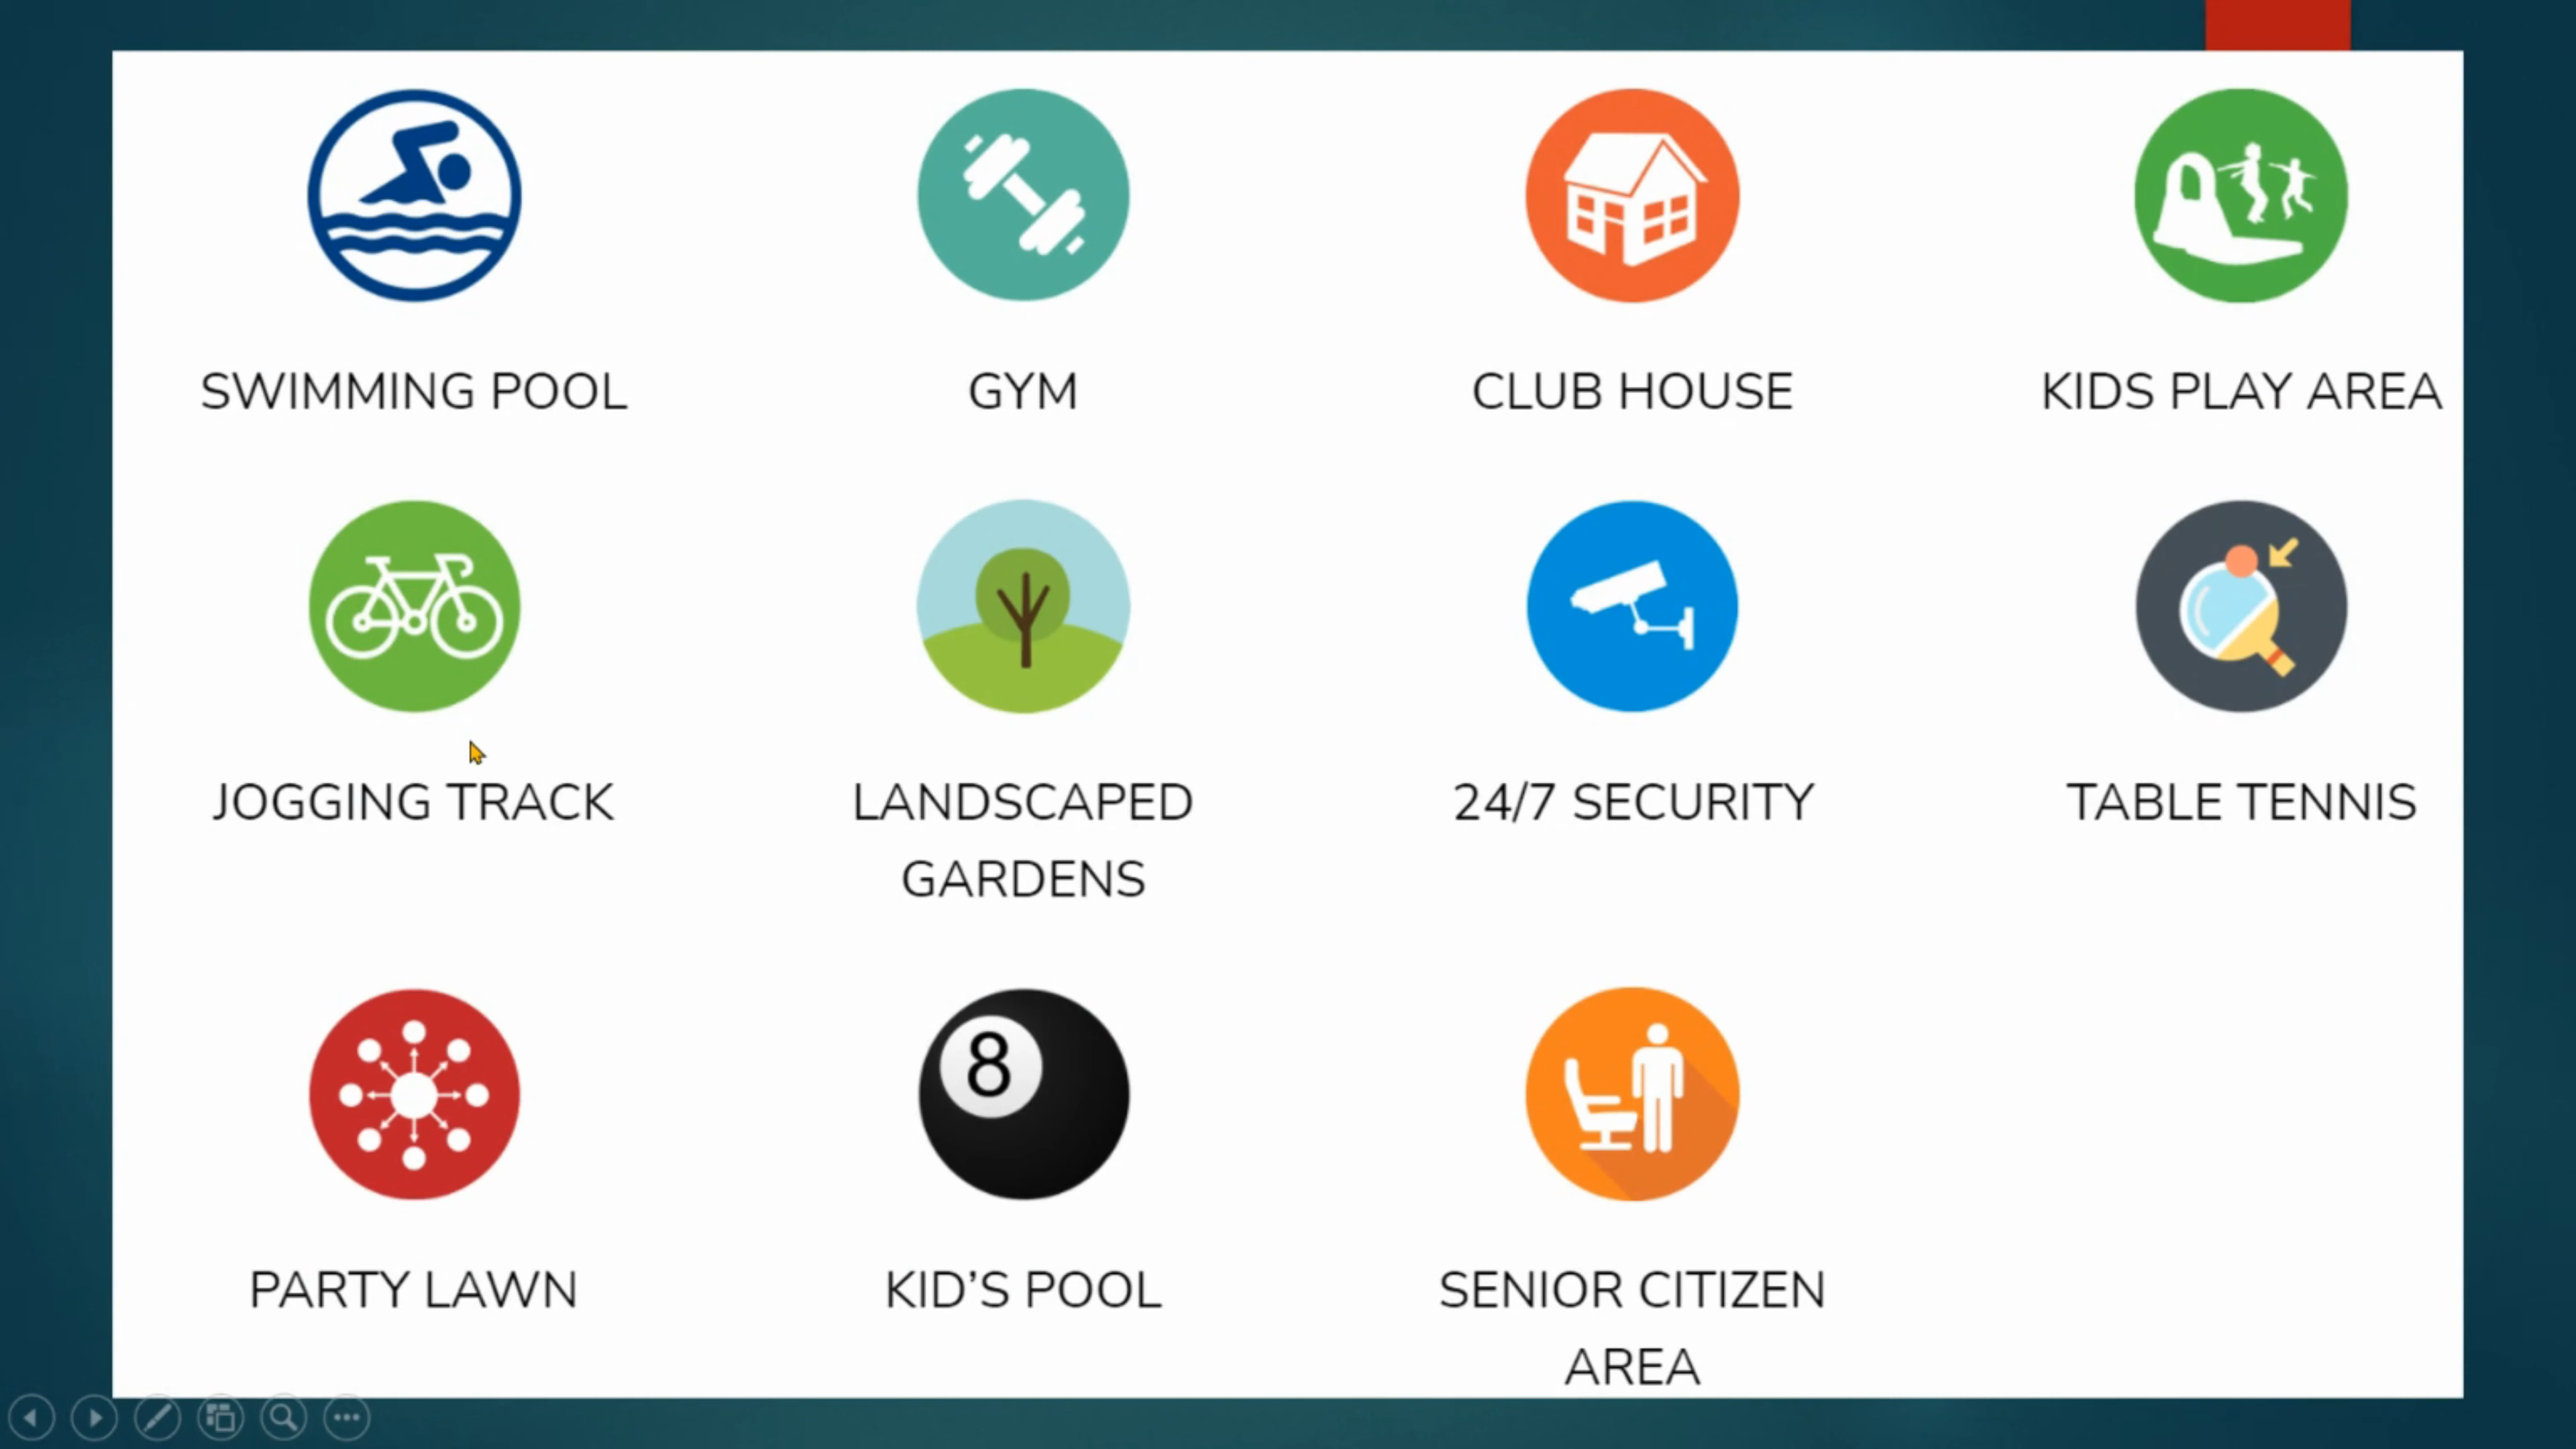 SWIMMING POOL
GYM
CLUB HOUSE
KIDS PLAY AREA
JOGGING TRACK
LANDSCAPED
GARDENS
24/7 SECURITY
TABLE TENNIS
8
PARTY LAWN
KID'S POOL
SENIOR CITIZEN
AREA